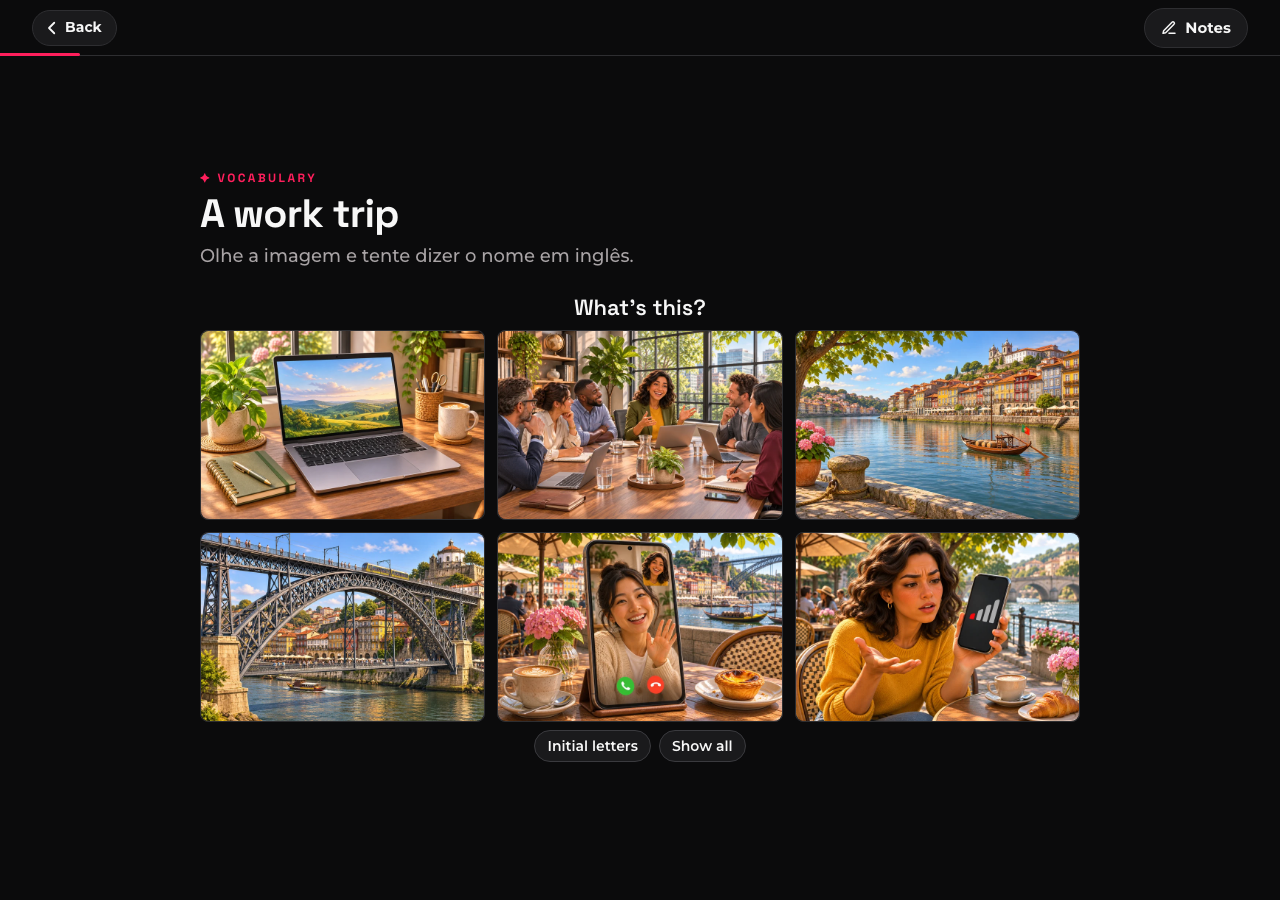 Back
Notes
VOCABULARY
A work trip
Olhe a imagem e tente dizer o nome em inglês.
What's this?
Initial letters
Show all